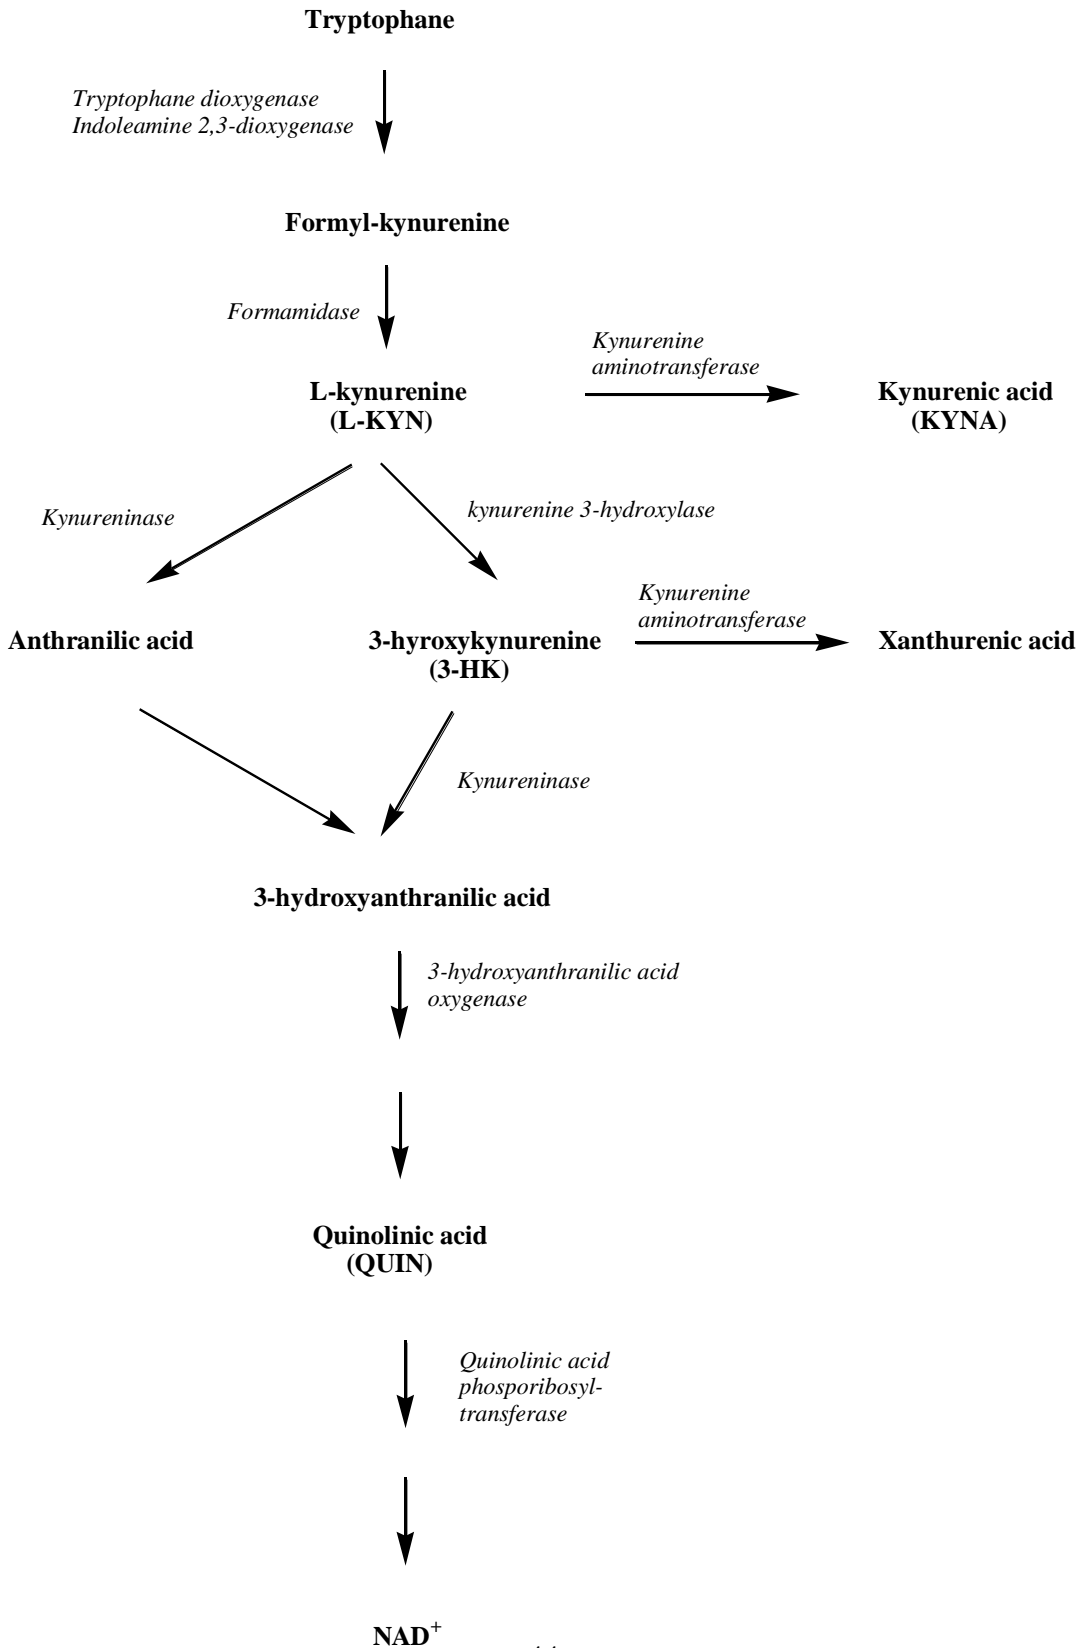 Tryptophane
Tryptophane dioxygenase
Indoleamine 2,3-dioxygenase
Formyl-kynurenine
Formamidase
Kynurenine
aminotransferase
L-kynurenine
(L-KYN)
Kynurenic acid
(KYNA)
Kynureninase
kynurenine 3-hydroxylase
Kynurenine
aminotransferase
Anthranilic acid
3-hyroxykynurenine
(3-HK)
Xanthurenic acid
Kynureninase
3-hydroxyanthranilic acid
3-hydroxyanthranilic acid
oxygenase
Quinolinic acid
(QUIN)
Quinolinic acid
phosporibosyl-
transferase
NAD⁺